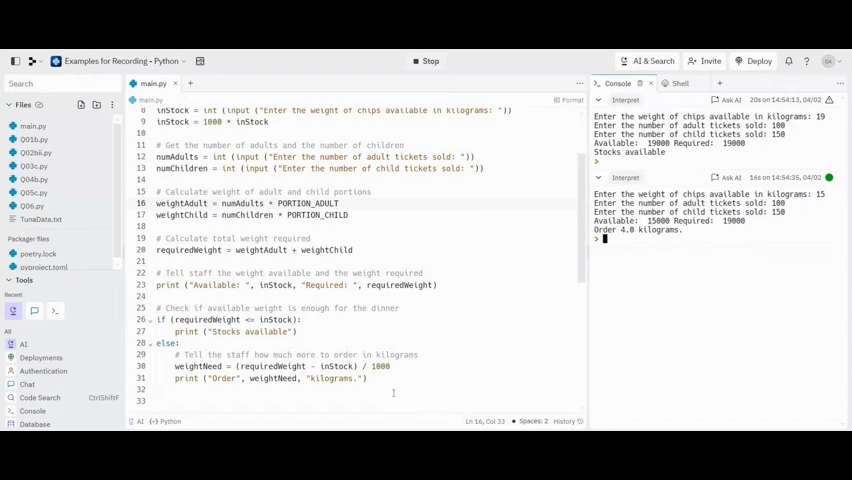 Examples for Recording - Python
Stop
AI & Search
Invite
Deploy
DA
Search
Files
main.py
Q01b.py
Q02bii.py
Q03c.py
Q04b.py
Q05c.py
Q06.py
TunaData.txt
Packager files
poetry.lock
pyproject.toml
Tools
Recent
All
AI
Deployments
Authentication
Chat
Code Search CtrlShiftF
Console
Database
main.py
main.py
Format
8 inStock = int (input ("Enter the weight of chips available in kilograms: "))
9 inStock = 1000 * inStock
10
11 # Get the number of adults and the number of children
12 numAdults = int (input ("Enter the number of adult tickets sold: "))
13 numChildren = int (input ("Enter the number of child tickets sold: "))
14
15 # Calculate weight of adult and child portions
16 weightAdult = numAdults * PORTION_ADULT
17 weightChild = numChildren * PORTION_CHILD
18
19 # Calculate total weight required
20 requiredWeight = weightAdult + weightChild
21
22 # Tell staff the weight available and the weight required
23 print ("Available: ", inStock, "Required: ", requiredWeight)
24
25 # Check if available weight is enough for the dinner
26 if (requiredWeight <= inStock):
27 print ("Stocks available")
28 else:
29 # Tell the staff how much more to order in kilograms
30 weightNeed = (requiredWeight - inStock) / 1000
31 print ("Order", weightNeed, "kilograms.")
32
33
AI Python
Ln 16, Col 33 Spaces: 2 History
Console
Shell
Interpret Ask AI 20s on 14:54:13, 04/02
Enter the weight of chips available in kilograms: 19
Enter the number of adult tickets sold: 100
Enter the number of child tickets sold: 150
Available: 19000 Required: 19000
Stocks available
>
Interpret Ask AI 16s on 14:54:35, 04/02
Enter the weight of chips available in kilograms: 15
Enter the number of adult tickets sold: 100
Enter the number of child tickets sold: 150
Available: 15000 Required: 19000
Order 4.0 kilograms.
>